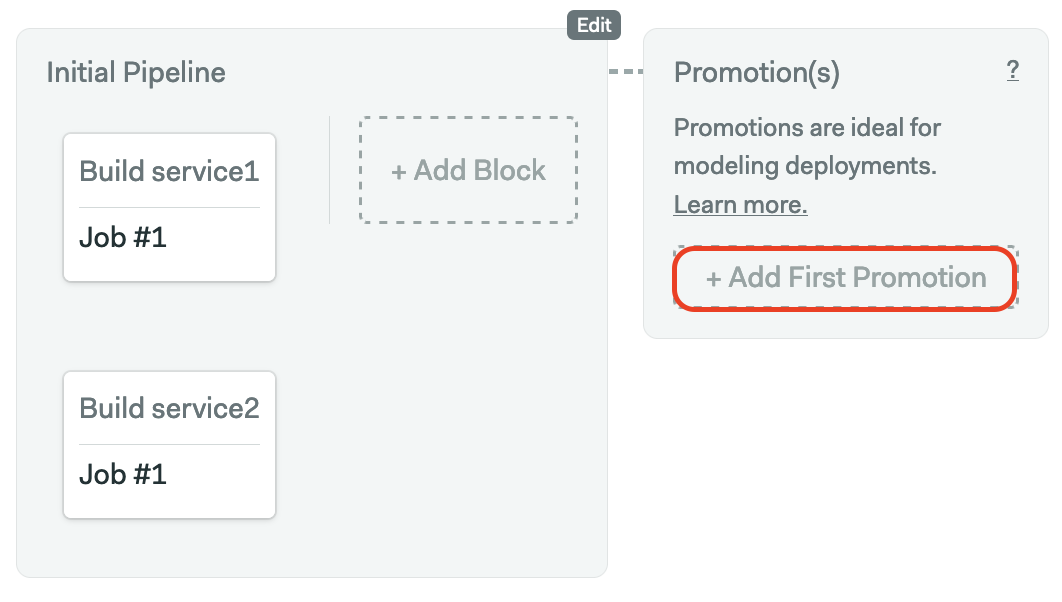 Edit
Initial Pipeline
Build service1
Job #1
+ Add Block
Build service2
Job #1
Promotion(s)
?
Promotions are ideal for
modeling deployments.
Learn more.
+ Add First Promotion